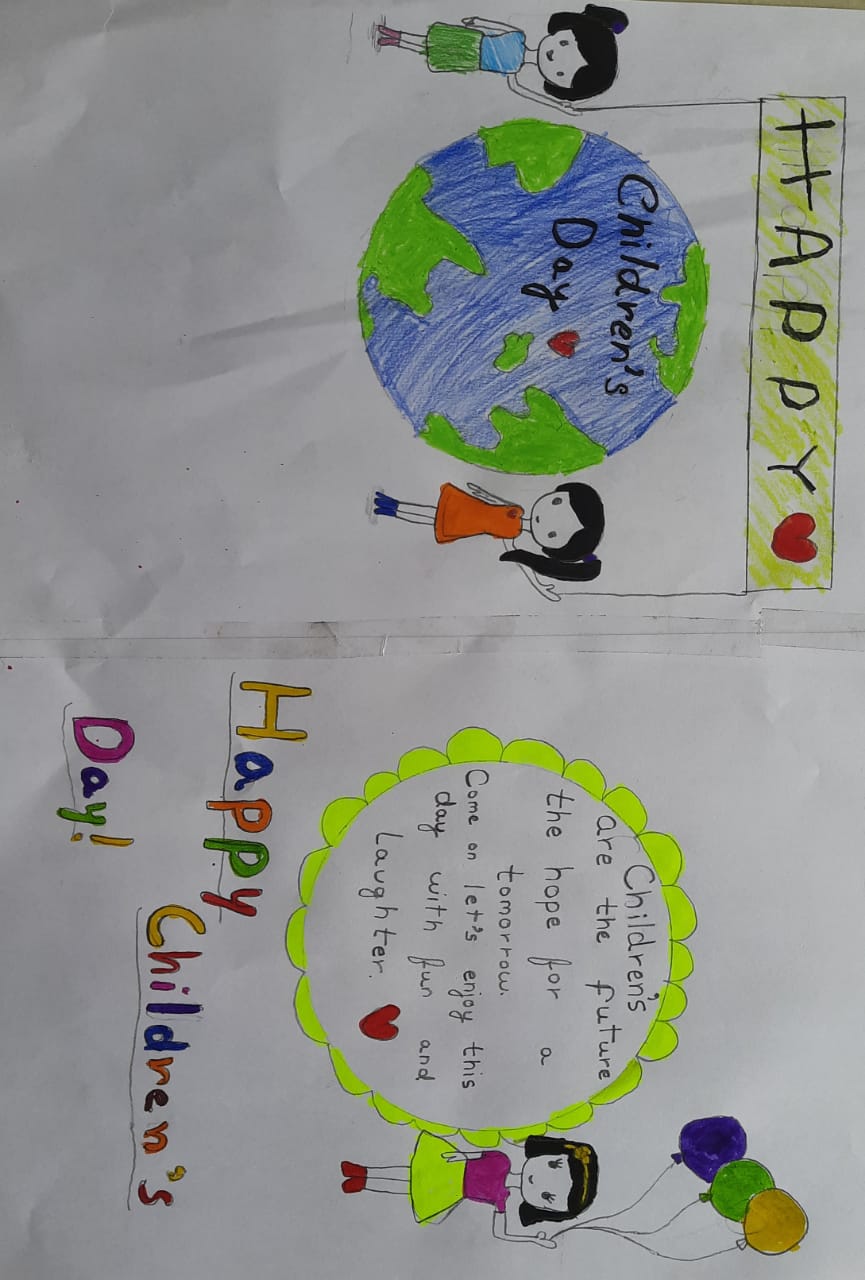 HAPPY
Children's
Day
Children's
are the future
the hope for a
tomorrow.
Come on let's enjoy this
day with fun and
Laughter.
Happy
Children's
Day!